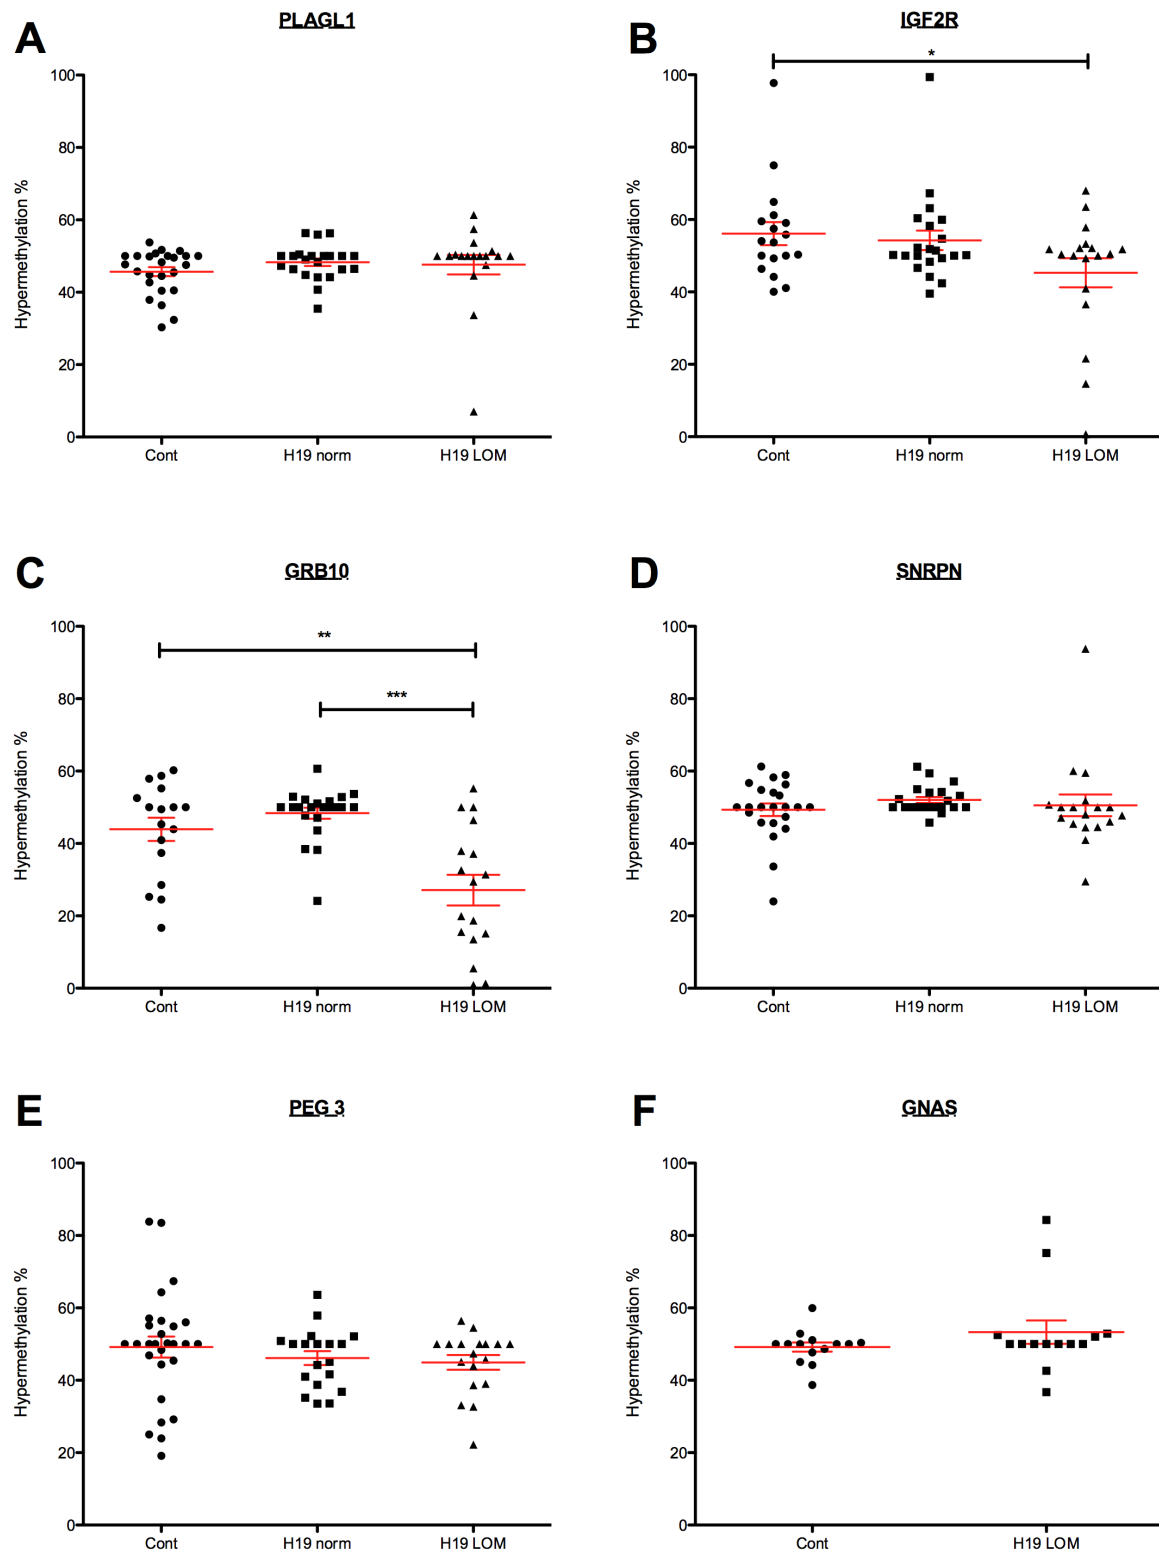 A
PLAGL1
Hypermethylation %
100
80
60
40
20
0
Cont
H19 norm
H19 LOM
B
IGF2R
*
Hypermethylation %
100
80
60
40
20
0
Cont
H19 norm
H19 LOM
C
GRB10
**
***
Hypermethylation %
100
80
60
40
20
0
Cont
H19 norm
H19 LOM
D
SNRPN
Hypermethylation %
100
80
60
40
20
0
Cont
H19 norm
H19 LOM
E
PEG 3
Hypermethylation %
100
80
60
40
20
0
Cont
H19 norm
H19 LOM
F
GNAS
Hypermethylation %
100
80
60
40
20
0
Cont
H19 LOM